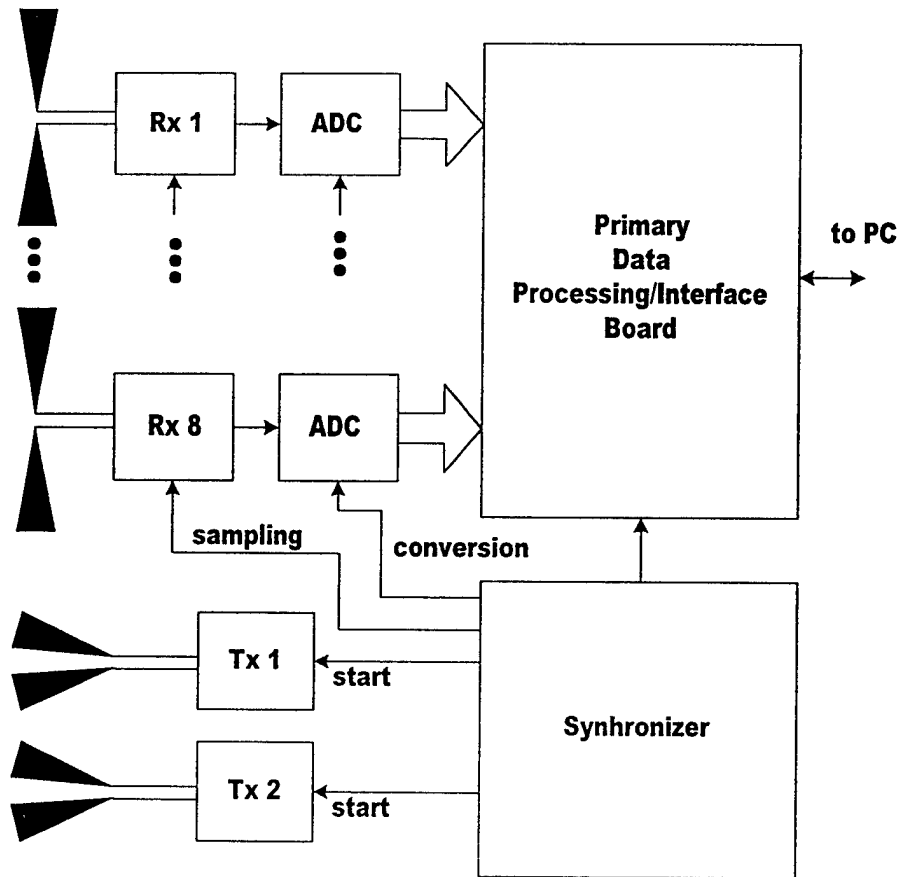 Rx 1
ADC
Primary
Data
Processing/Interface
Board
to PC
Rx 8
ADC
sampling
conversion
Tx 1
start
Synhronizer
Tx 2
start